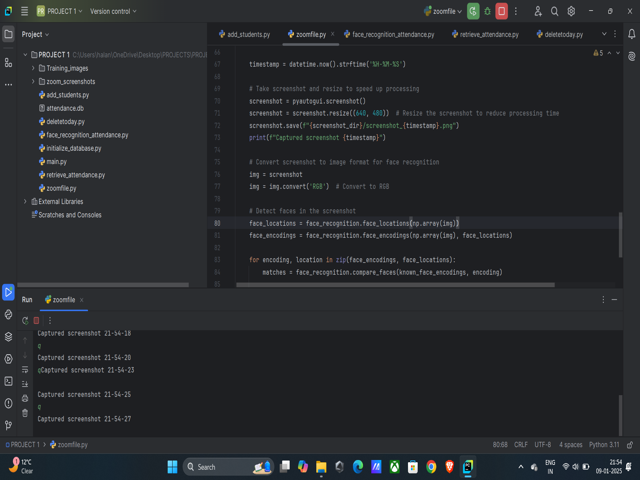 PR PROJECT 1 Version control zoomfile
Project
add_students.py zoomfile.py face_recognition_attendance.py retrieve_attendance.py deletetoday.py
PROJECT 1
Training_images
zoom_screenshots
add_students.py
attendance.db
deletetoday.py
face_recognition_attendance.py
initialize_database.py
main.py
retrieve_attendance.py
zoomfile.py
External Libraries
Scratches and Consoles
5
66
67 timestamp = datetime.now().strftime('%H-%M-%S')
68
69 # Take screenshot and resize to speed up processing
70 screenshot = pyautogui.screenshot()
71 screenshot = screenshot.resize((640, 480)) # Resize the screenshot to reduce processing time
72 screenshot.save(f"{screenshot_dir}/screenshot_{timestamp}.png")
73 print(f"Captured screenshot {timestamp}")
74
75 # Convert screenshot to image format for face recognition
76 img = screenshot
77 img = img.convert('RGB') # Convert to RGB
78
79 # Detect faces in the screenshot
80 face_locations = face_recognition.face_locations(np.array(img))
81 face_encodings = face_recognition.face_encodings(np.array(img), face_locations)
82
83 for encoding, location in zip(face_encodings, face_locations):
84 matches = face_recognition.compare_faces(known_face_encodings, encoding)
85
Run zoomfile
Captured screenshot 21-54-18
q
Captured screenshot 21-54-20
qCaptured screenshot 21-54-23
Captured screenshot 21-54-25
q
Captured screenshot 21-54-27
PROJECT 1 zoomfile.py 80:68 CRLF UTF-8 4 spaces Python 3.11
12°C
Clear
Search
ENG
IN
21:54
09-01-2025